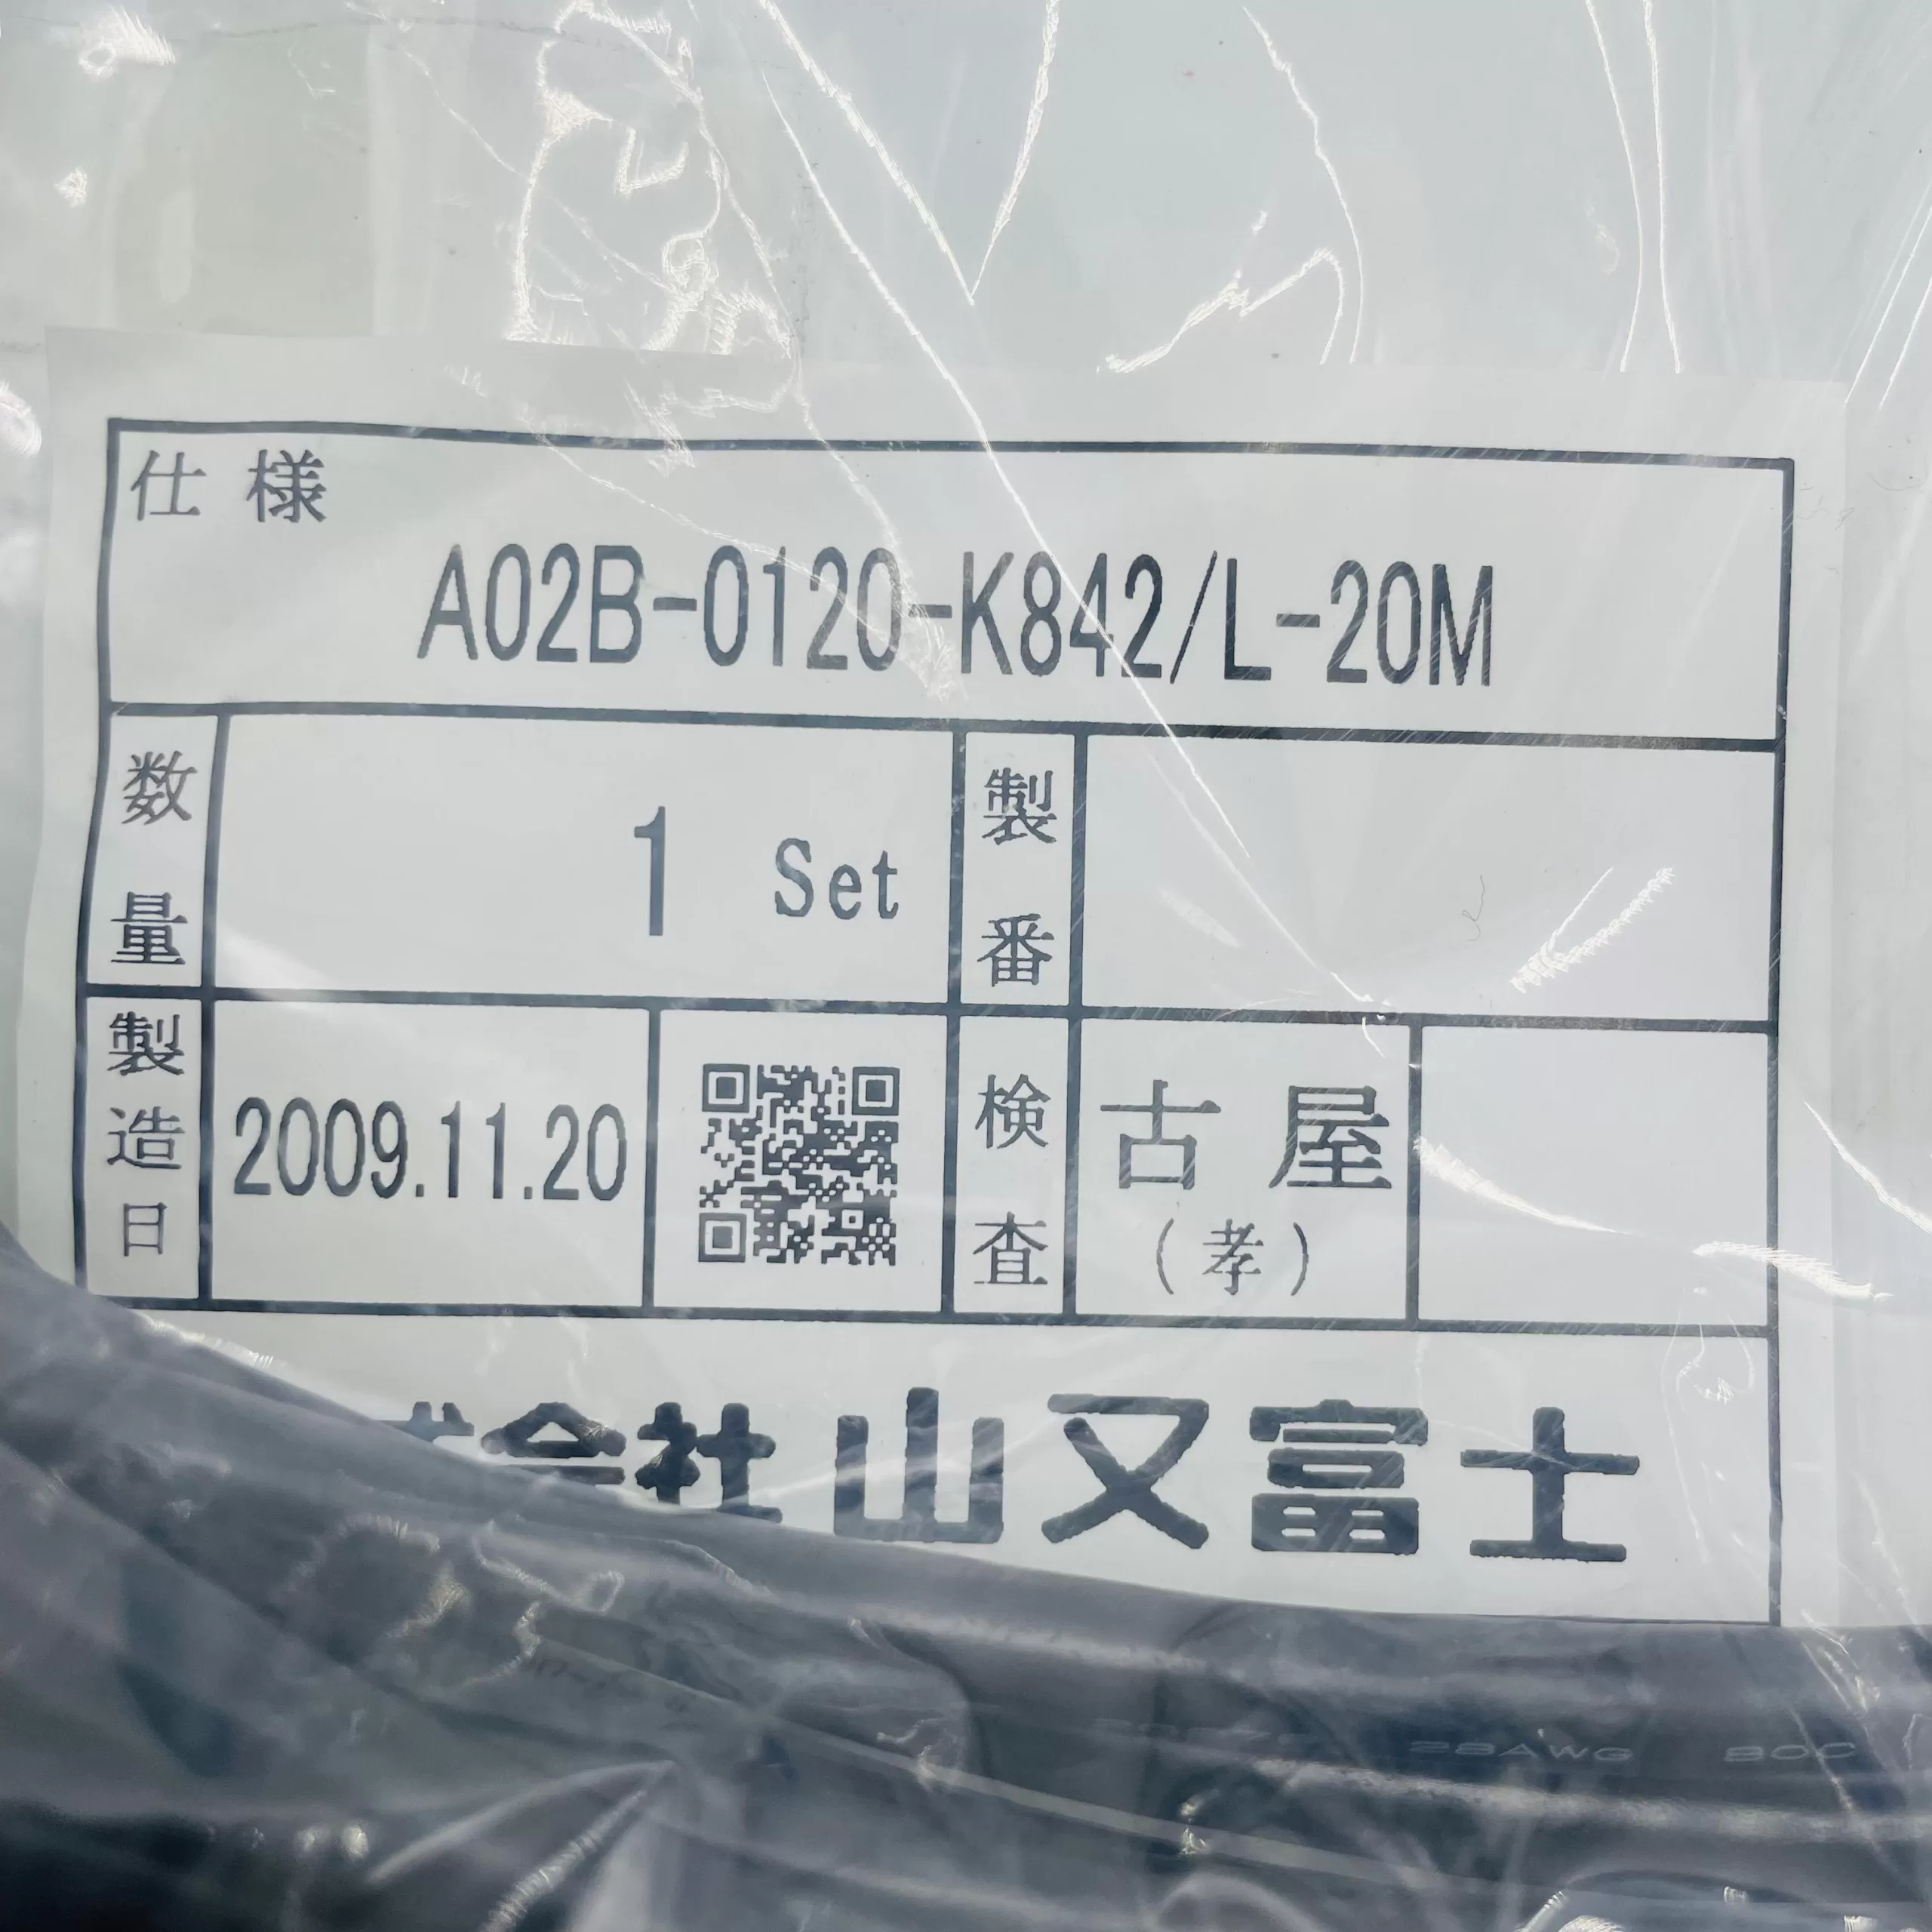 仕様
A02B-0120-K842/L-20M
数量
1 Set
製番
製造日
2009.11.20
検査
古屋
(孝)
会社山又富士
28AWG 80C